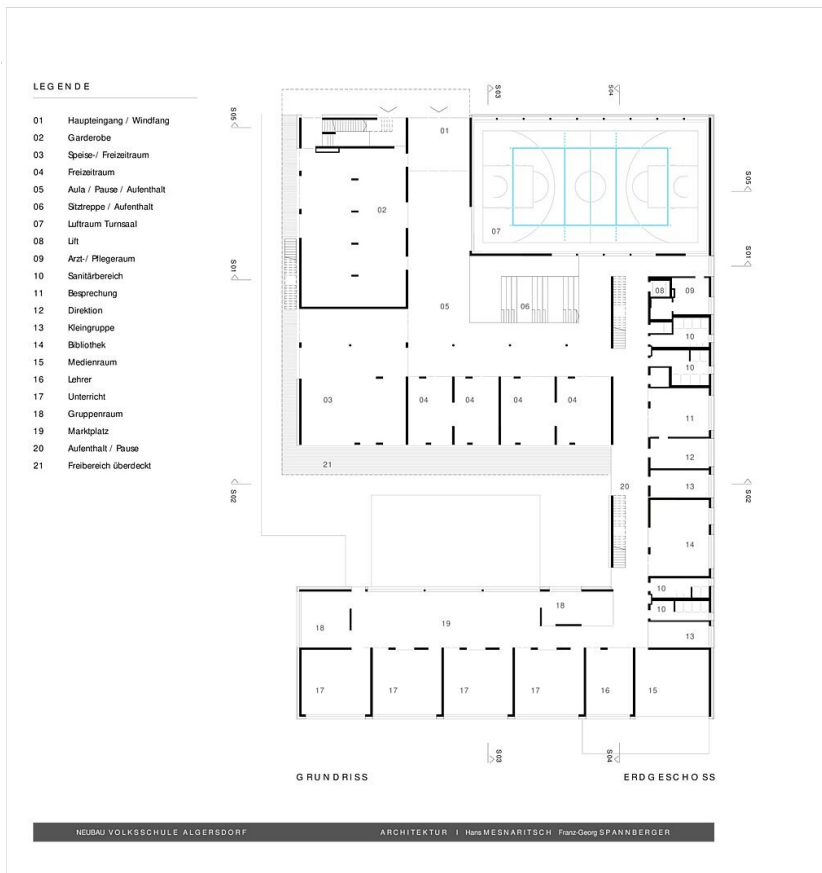 LEGENDE
01 Haupteingang / Windfang
02 Garderobe
03 Speise-/ Freizeitraum
04 Freizeitraum
05 Aula / Pause / Aufenthalt
06 Sitztreppe / Aufenthalt
07 Luftraum Turnsaal
08 Lift
09 Arzt-/ Pflegeraum
10 Sanitärbereich
11 Besprechung
12 Direktion
13 Kleingruppe
14 Bibliothek
15 Medienraum
16 Lehrer
17 Unterricht
18 Gruppenraum
19 Marktplatz
20 Aufenthalt / Pause
21 Freibereich überdeckt
S03 S04
S05
01
S05
02
07
S01 S01
08 09
05 06
10
10
03 04 04 04 04
11
12
21
20 13
S02 S02
14
10
18
10
18 19
13
17 17 17 17 16 15
S03 S04
GRUNDRISS ERDGESCHOSS
NEUBAU VOLKSSCHULE ALGERSDORF ARCHITEKTUR I Hans MESNARITSCH Franz-Georg SPANNBERGER